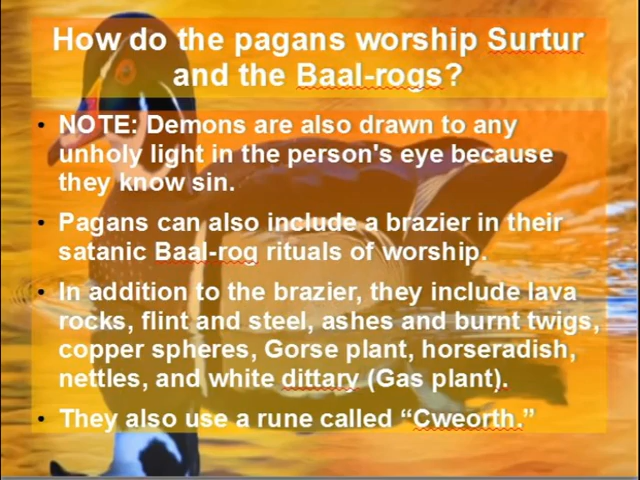 How do the pagans worship Surtur
and the Baal-rogs?
• NOTE: Demons are also drawn to any
unholy light in the person's eye because
they know sin.
• Pagans can also include a brazier in their
satanic Baal-rog rituals of worship.
• In addition to the brazier, they include lava
rocks, flint and steel, ashes and burnt twigs,
copper spheres, Gorse plant, horseradish,
nettles, and white dittary (Gas plant).
• They also use a rune called “Cweorth.”